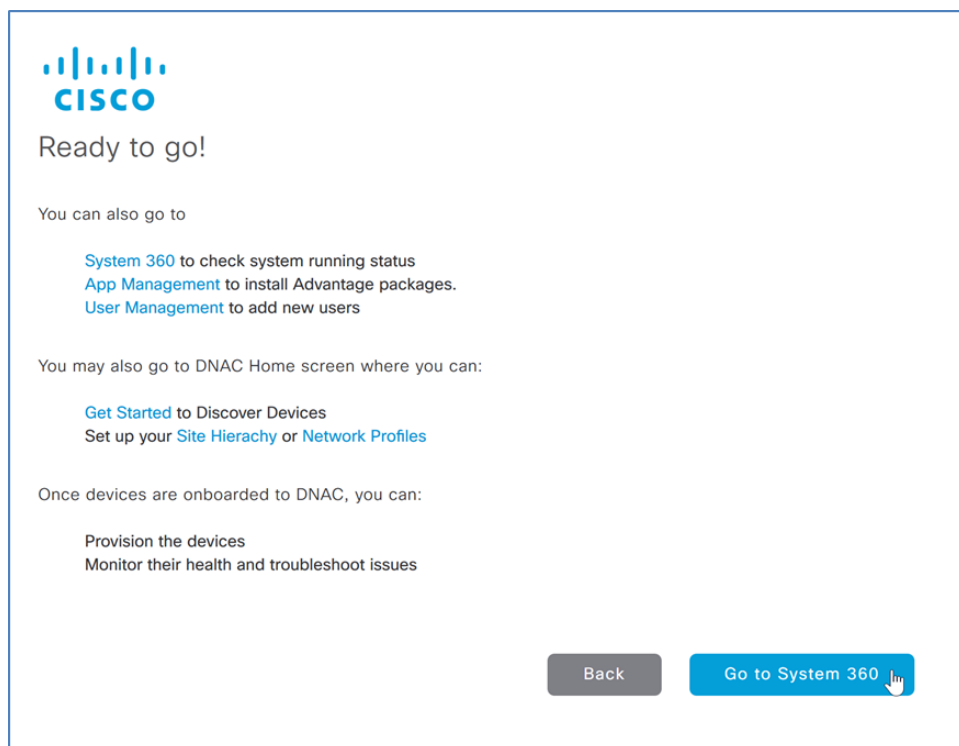 CISCO
Ready to go!
You can also go to
System 360 to check system running status
App Management to install Advantage packages.
User Management to add new users
You may also go to DNAC Home screen where you can:
Get Started to Discover Devices
Set up your Site Hierachy or Network Profiles
Once devices are onboarded to DNAC, you can:
Provision the devices
Monitor their health and troubleshoot issues
Back
Go to System 360